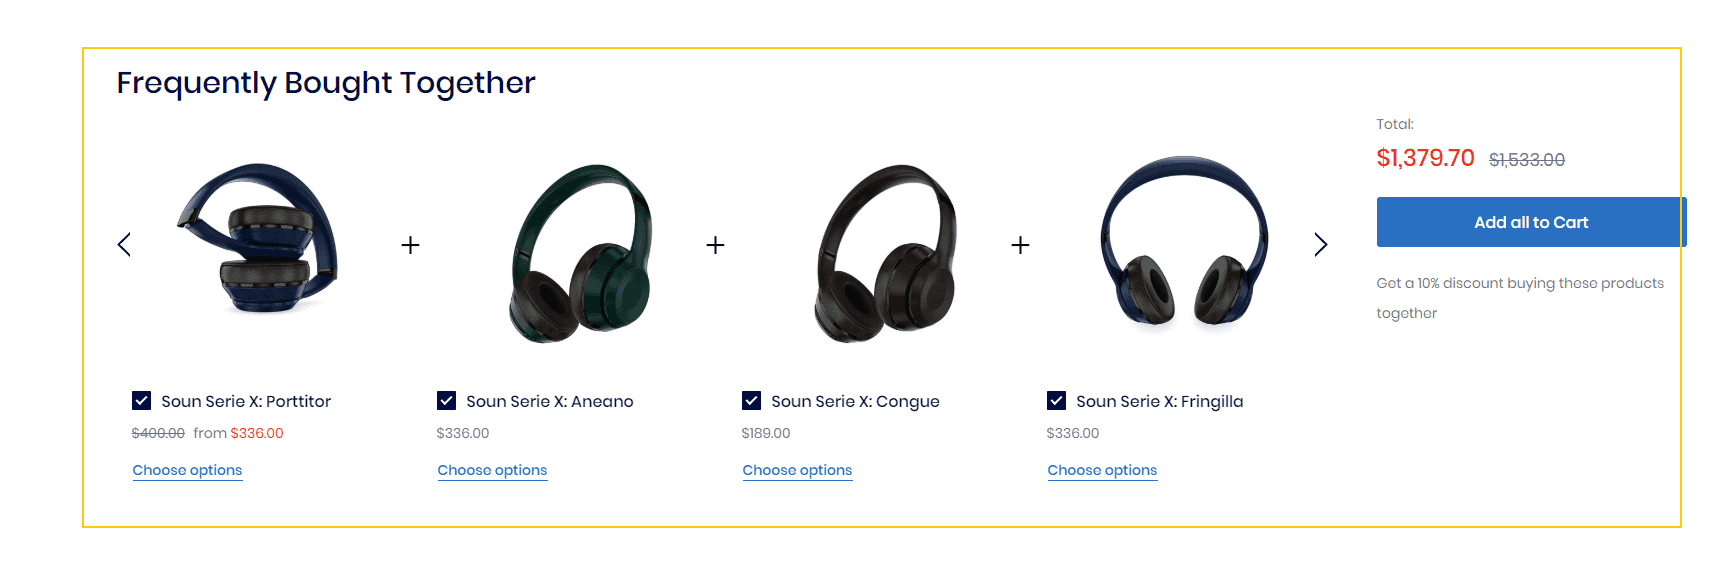 Frequently Bought Together
Total:
$1,379.70 $1,533.00
Add all to Cart
Get a 10% discount buying these products
together
Soun Serie X: Porttitor
$400.00 from $336.00
Choose options
Soun Serie X: Aneano
$336.00
Choose options
Soun Serie X: Congue
$189.00
Choose options
Soun Serie X: Fringilla
$336.00
Choose options